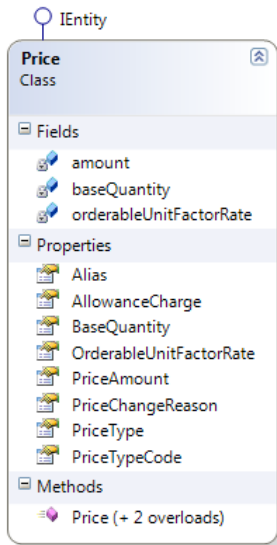 IEntity
Price
Class
Fields
amount
baseQuantity
orderableUnitFactorRate
Properties
Alias
AllowanceCharge
BaseQuantity
OrderableUnitFactorRate
PriceAmount
PriceChangeReason
PriceType
PriceTypeCode
Methods
Price (+ 2 overloads)